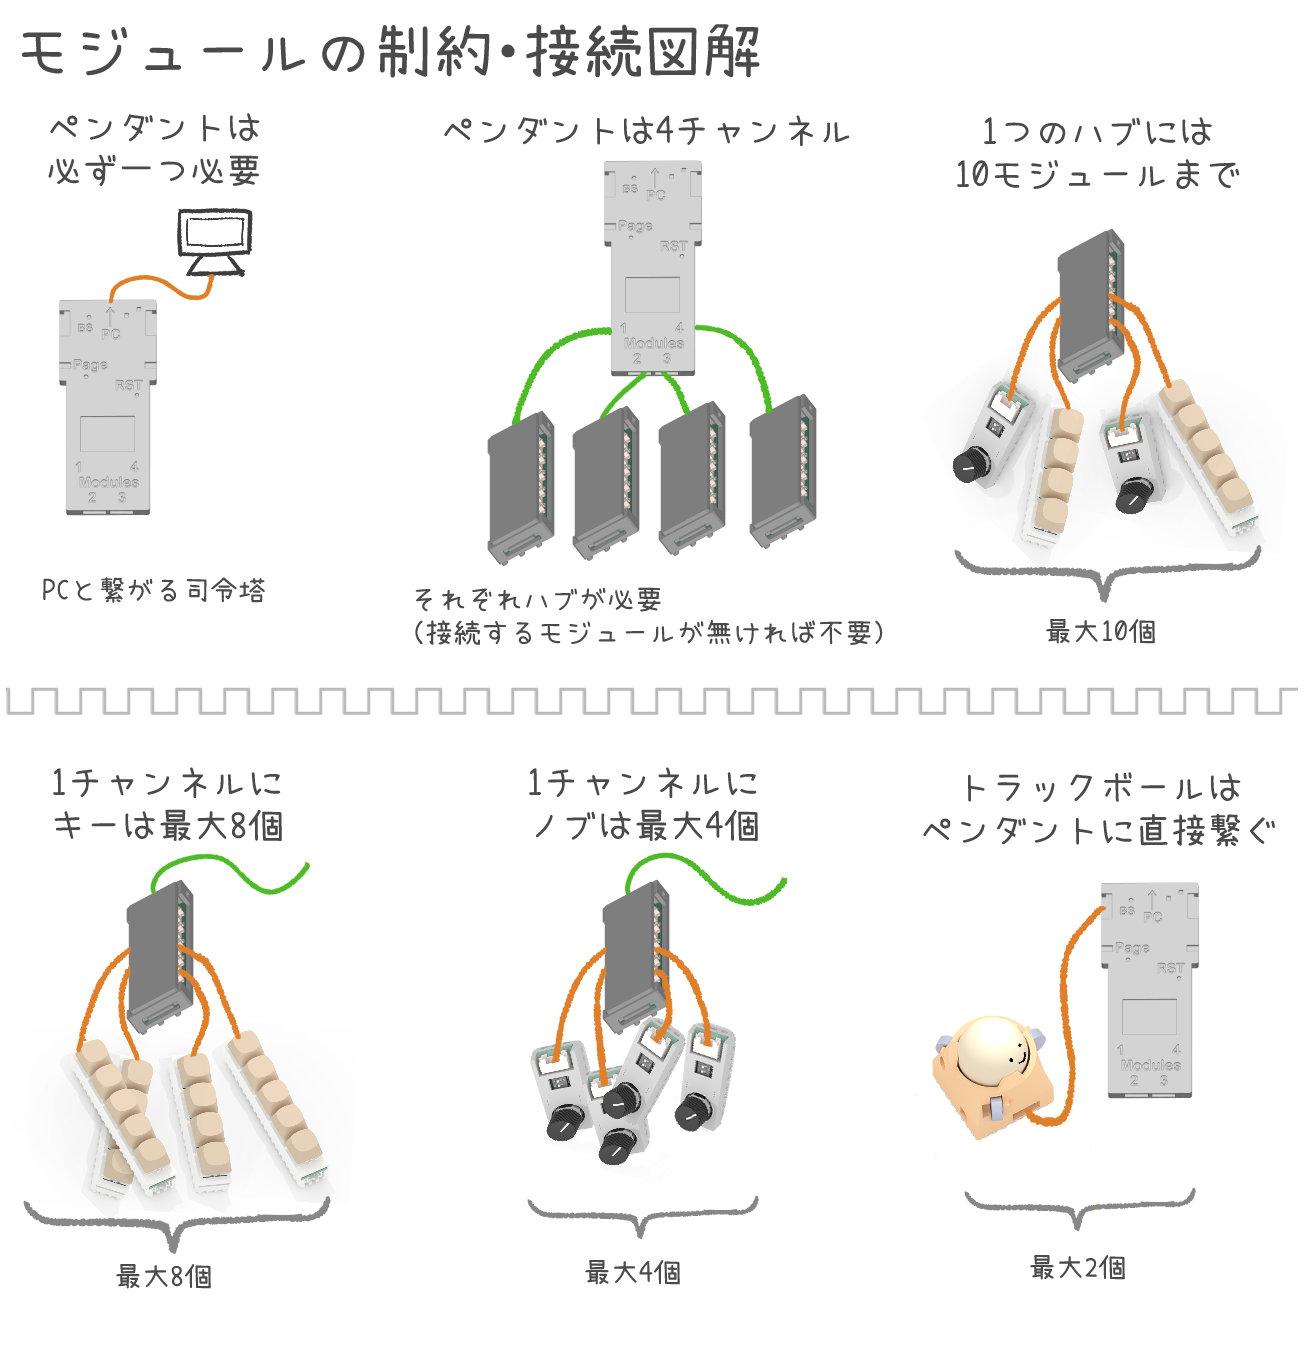 モジュールの制約・接続図解
ペンダントは
必ず一つ必要
BS
PC
Page
RST
1 4
Modules
2 3
PCと繋がる司令塔
ペンダントは4チャンネル
BS
PC
Page
RST
1 4
Modules
2 3
それぞれハブが必要
(接続するモジュールが無ければ不要)
1つのハブには
10モジュールまで
最大10個
1チャンネルに
キーは最大8個
最大8個
1チャンネルに
ノブは最大4個
最大4個
トラックボールは
ペンダントに直接繋ぐ
BS
PC
Page
RST
1 4
Modules
2 3
最大2個